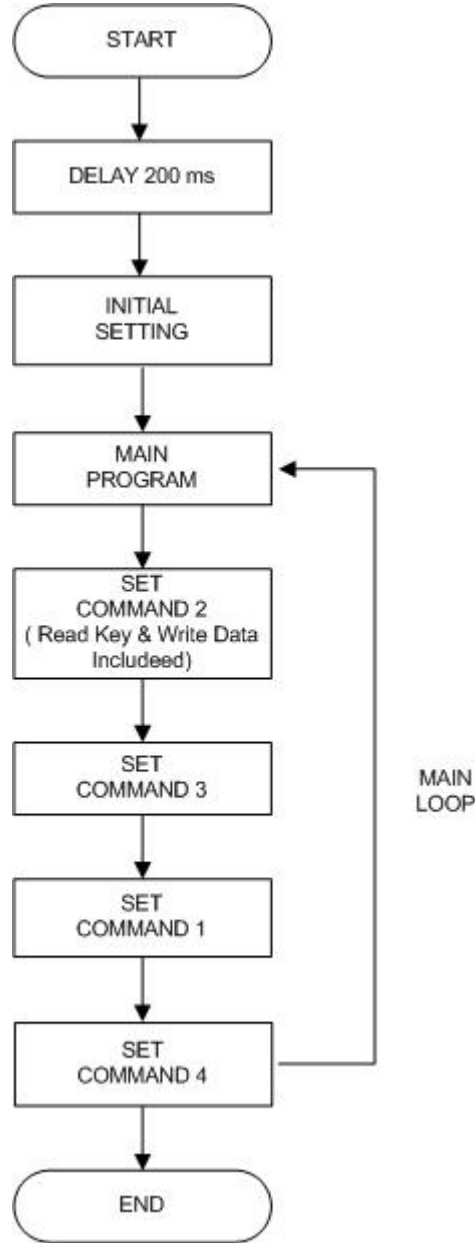 START
DELAY 200 ms
INITIAL
SETTING
MAIN
PROGRAM
SET
COMMAND 2
( Read Key & Write Data
Includeed)
SET
COMMAND 3
MAIN
LOOP
SET
COMMAND 1
SET
COMMAND 4
END